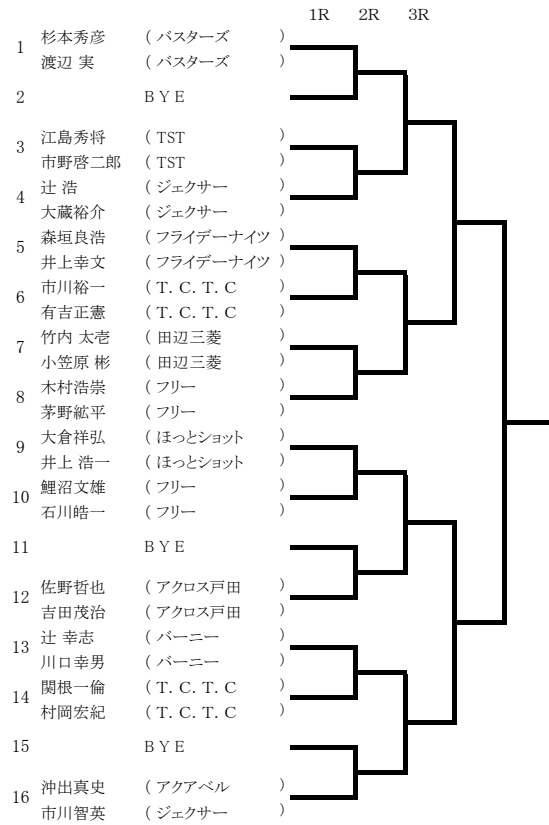 1R 2R 3R
杉本秀彦 ( バスターズ )
1
渡辺 実 ( バスターズ )
2 BYE
江島秀将 ( TST )
3
市野啓二郎 ( TST )
辻 浩 ( ジェクサー )
4
大蔵裕介 ( ジェクサー )
森垣良浩 ( フライデーナイツ )
5
井上幸文 ( フライデーナイツ )
市川裕一 ( T. C. T. C )
6
有吉正憲 ( T. C. T. C )
竹内 太壱 ( 田辺三菱 )
7
小笠原 彬 ( 田辺三菱 )
木村浩崇 ( フリー )
8
茅野紘平 ( フリー )
大倉祥弘 ( ほっとショット )
9
井上 浩一 ( ほっとショット )
鯉沼文雄 ( フリー )
10
石川皓一 ( フリー )
11 BYE
佐野哲也 ( アクロス戸田 )
12
吉田茂治 ( アクロス戸田 )
辻 幸志 ( バーニー )
13
川口幸男 ( バーニー )
関根一倫 ( T. C. T. C )
14
村岡宏紀 ( T. C. T. C )
15 BYE
沖出真史 ( アクアベル )
16
市川智英 ( ジェクサー )